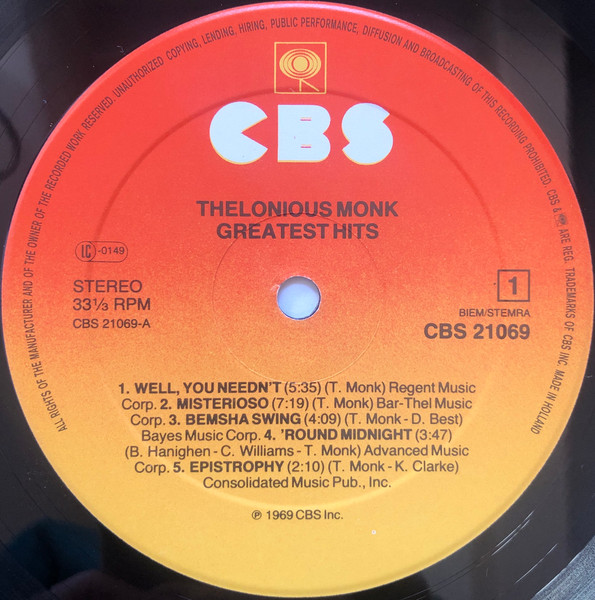 ALL RIGHTS OF THE MANUFACTURER AND OF THE OWNER OF THE RECORDED WORK RESERVED. UNAUTHORIZED COPYING, LENDING, HIRING, PUBLIC PERFORMANCE, DIFFUSION AND BROADCASTING OF THIS RECORDING PROHIBITED. CBS & ARE REG. TRADEMARKS OF CBS INC. MADE IN HOLLAND
CBS
THELONIOUS MONK
GREATEST HITS
IC -0149
STEREO
33⅓ RPM
CBS 21069-A
1
BIEM/STEMRA
CBS 21069
1. WELL, YOU NEEDN'T (5:35) (T. Monk) Regent Music
Corp. 2. MISTERIOSO (7:19) (T. Monk) Bar-Thel Music
Corp. 3. BEMSHA SWING (4:09) (T. Monk - D. Best)
Bayes Music Corp. 4. 'ROUND MIDNIGHT (3:47)
(B. Hanighen - C. Williams - T. Monk) Advanced Music
Corp. 5. EPISTROPHY (2:10) (T. Monk - K. Clarke)
Consolidated Music Pub., Inc.
℗ 1969 CBS Inc.